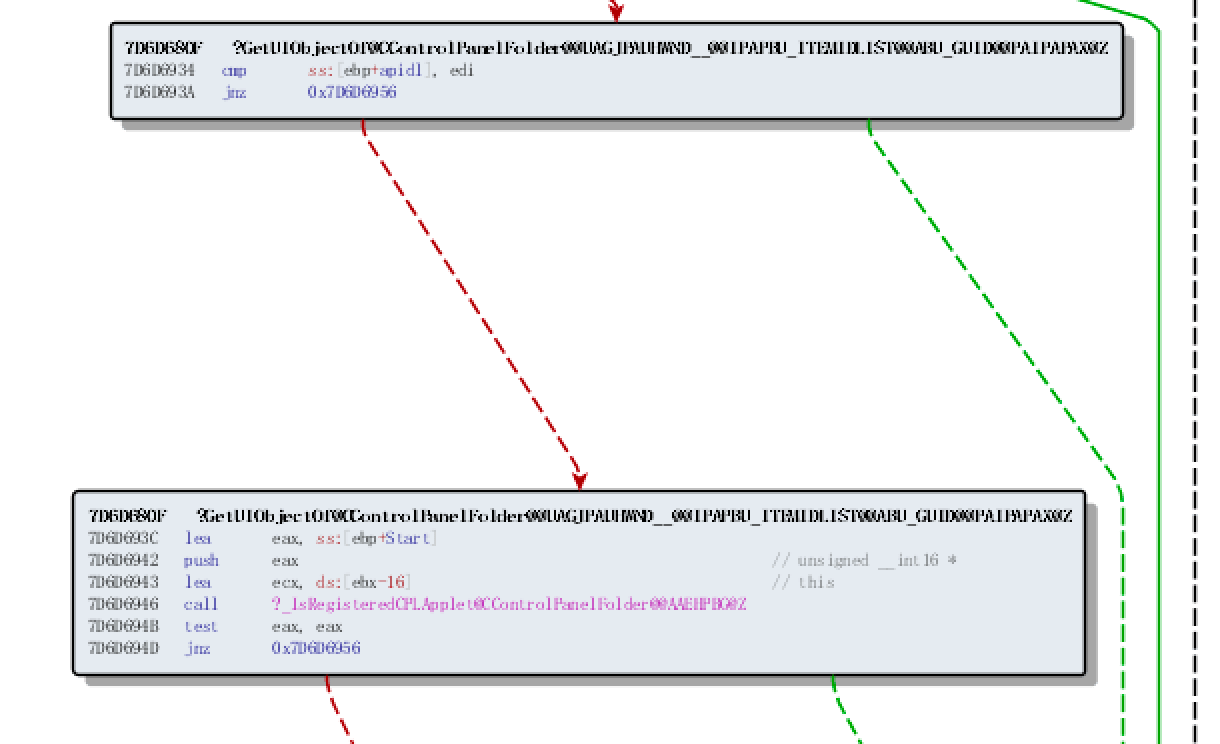 7D6D680F ?GetUIObjectOf@CControlPanelFolder@@UAGJPAUHWND__@@IPAPBU_ITEMIDLIST@@ABU_GUID@@PAIPAPAX@Z
7D6D6934 cmp ss:[ebp+apidl], edi
7D6D693A jnz 0x7D6D6956
7D6D680F ?GetUIObjectOf@CControlPanelFolder@@UAGJPAUHWND__@@IPAPBU_ITEMIDLIST@@ABU_GUID@@PAIPAPAX@Z
7D6D693C lea eax, ss:[ebp+Start]
7D6D6942 push eax // unsigned __int16 *
7D6D6943 lea ecx, ds:[ebx-16] // this
7D6D6946 call ?_IsRegisteredCPLApplet@CControlPanelFolder@@AAEHPBG@Z
7D6D694B test eax, eax
7D6D694D jnz 0x7D6D6956